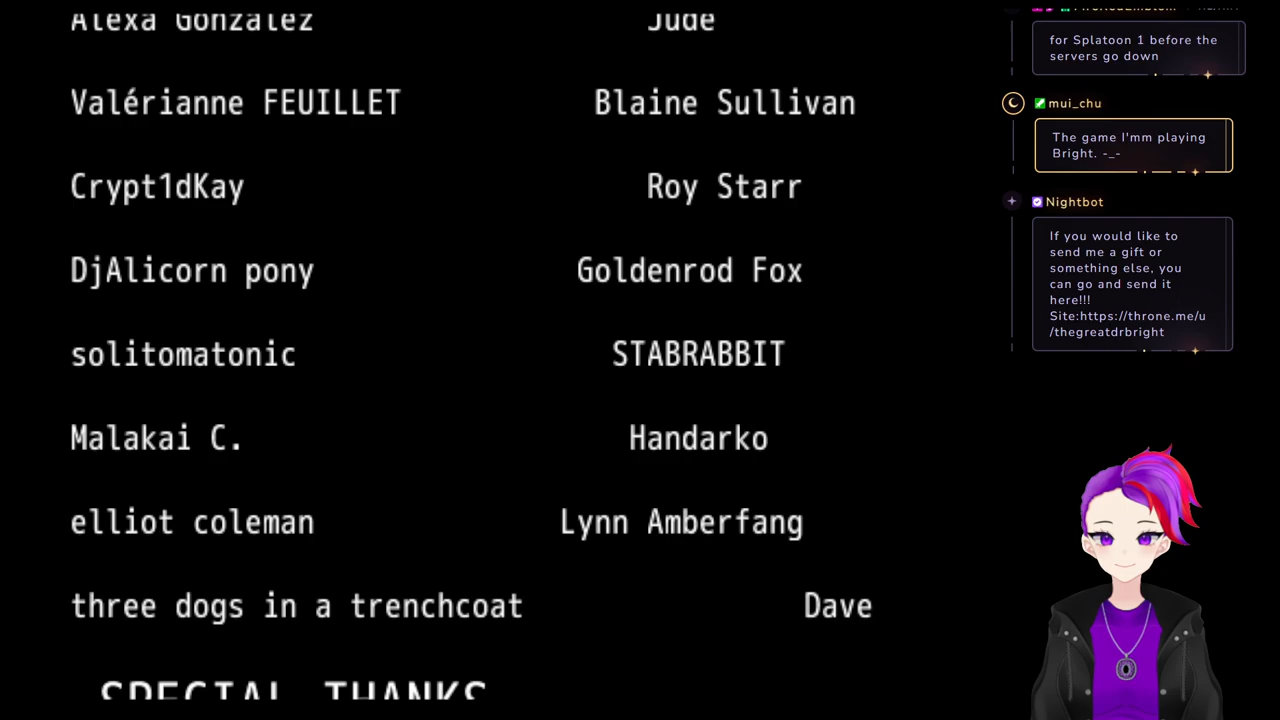 Alexa Gonzalez Jude
Valérianne FEUILLET Blaine Sullivan
Crypt1dKay Roy Starr
DjAlicorn pony Goldenrod Fox
solitomatonic STABRABBIT
Malakai C. Handarko
elliot coleman Lynn Amberfang
three dogs in a trenchcoat Dave
SPECIAL THANKS
for Splatoon 1 before the
servers go down
mui_chu
The game I'mm playing
Bright. -_-
Nightbot
If you would like to
send me a gift or
something else, you
can go and send it
here!!!
Site:https://throne.me/u
/thegreatdrbright